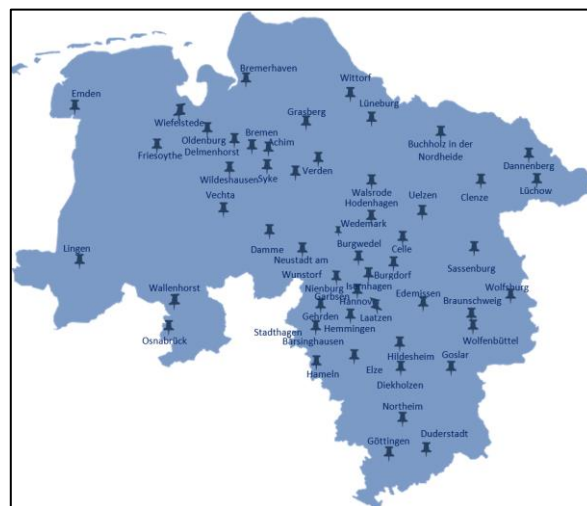 Bremerhaven
Emden
Wittorf
Lüneburg
Grasberg
Wiefelstede
Oldenburg
Bremen
Buchholz in der
Nordheide
Delmenhorst
Achim
Friesoythe
Dannenberg
Wildeshausen
Syke
Verden
Walsrode
Uelzen
Clenze
Lüchow
Vechta
Hodenhagen
Wedemark
Lingen
Damme
Neustadt am
Burgwedel
Celle
Sassenburg
Wunstorf
Burgdorf
Nienburg
Isernhagen
Wallenhorst
Garbsen
Hannover
Edemissen
Wolfsburg
Gehrden
Laatzen
Braunschweig
Stadthagen
Hemmingen
Osnabrück
Barsinghausen
Wolfenbüttel
Hildesheim
Goslar
Hameln
Elze
Diekholzen
Northeim
Göttingen
Duderstadt